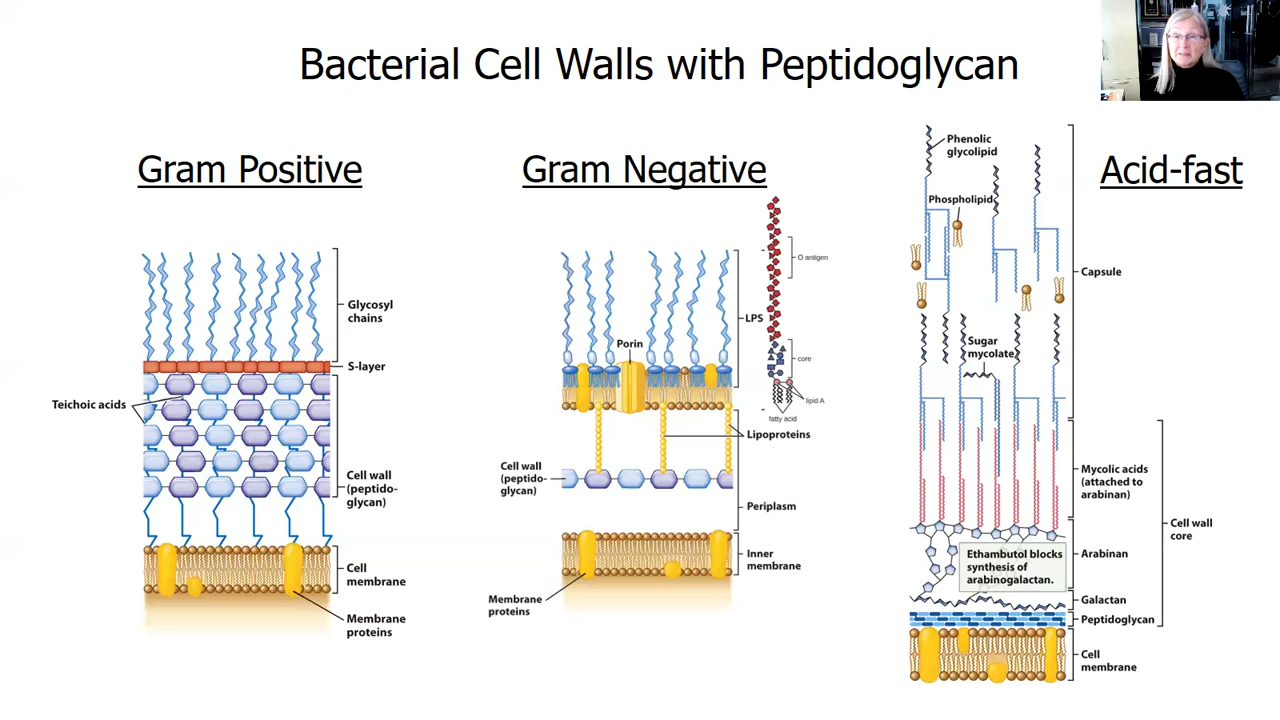 Bacterial Cell Walls with Peptidoglycan
Gram Positive
Glycosyl
chains
S-layer
Teichoic acids
Cell wall
(peptido-
glycan)
Cell
membrane
Membrane
proteins
Gram Negative
O antigen
LPS
Porin
core
lipid A
fatty acid
Lipoproteins
Cell wall
(peptido-
glycan)
Periplasm
Inner
membrane
Membrane
proteins
Acid-fast
Phenolic
glycolipid
Phospholipid
Capsule
Sugar
mycolate
Mycolic acids
(attached to
arabinan)
Cell wall
core
Arabinan
Ethambutol blocks
synthesis of
arabinogalactan.
Galactan
Peptidoglycan
Cell
membrane